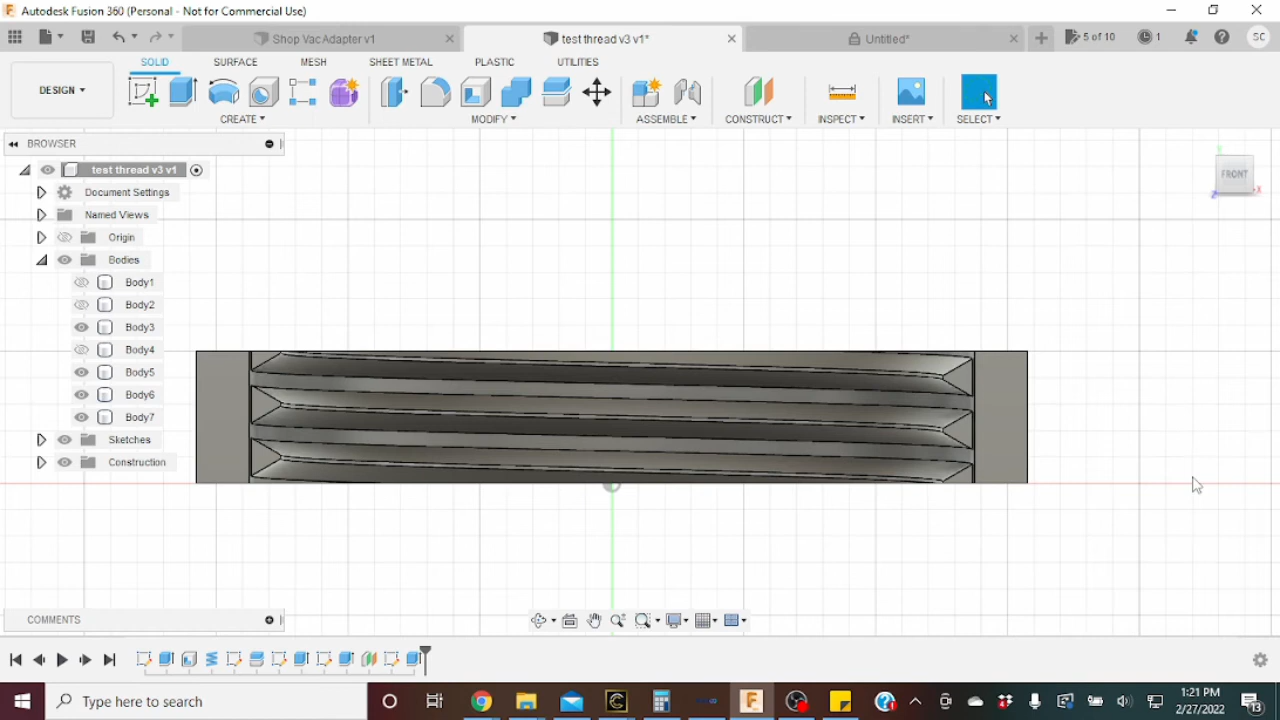 Autodesk Fusion 360 (Personal - Not for Commercial Use)
Shop Vac Adapter v1
test thread v3 v1*
Untitled*
5 of 10
1
SC
DESIGN
SOLID
SURFACE
MESH
SHEET METAL
PLASTIC
UTILITIES
CREATE
MODIFY
ASSEMBLE
CONSTRUCT
INSPECT
INSERT
SELECT
BROWSER
test thread v3 v1
Document Settings
Named Views
Origin
Bodies
Body1
Body2
Body3
Body4
Body5
Body6
Body7
Sketches
Construction
FRONT
Y
X
Z
COMMENTS
Type here to search
1:21 PM
2/27/2022
13